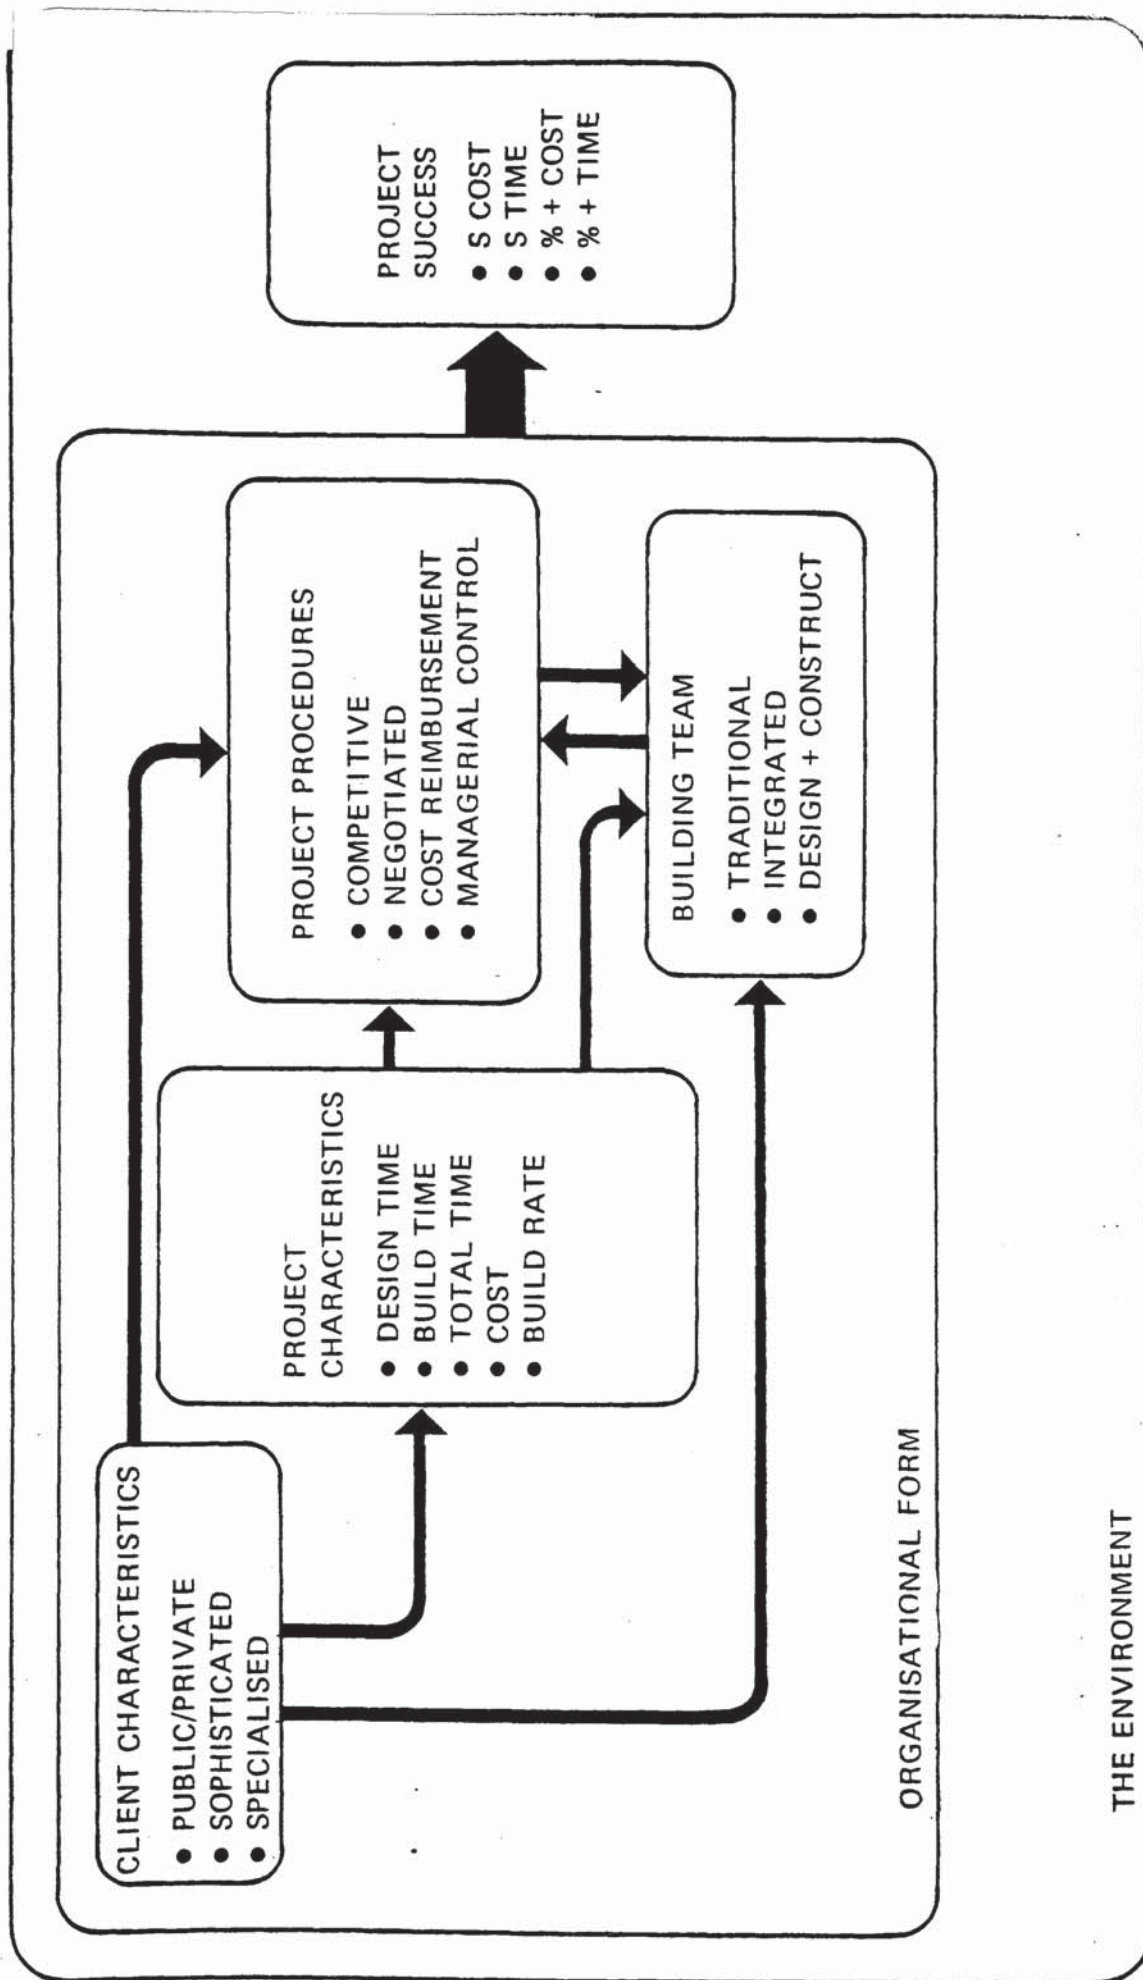 CLIENT CHARACTERISTICS
• PUBLIC/PRIVATE
• SOPHISTICATED
• SPECIALISED
PROJECT
CHARACTERISTICS
• DESIGN TIME
• BUILD TIME
• TOTAL TIME
• COST
• BUILD RATE
PROJECT PROCEDURES
• COMPETITIVE
• NEGOTIATED
• COST REIMBURSEMENT
• MANAGERIAL CONTROL
BUILDING TEAM
• TRADITIONAL
• INTEGRATED
• DESIGN + CONSTRUCT
PROJECT
SUCCESS
• S COST
• S TIME
• % + COST
• % + TIME
ORGANISATIONAL FORM
THE ENVIRONMENT